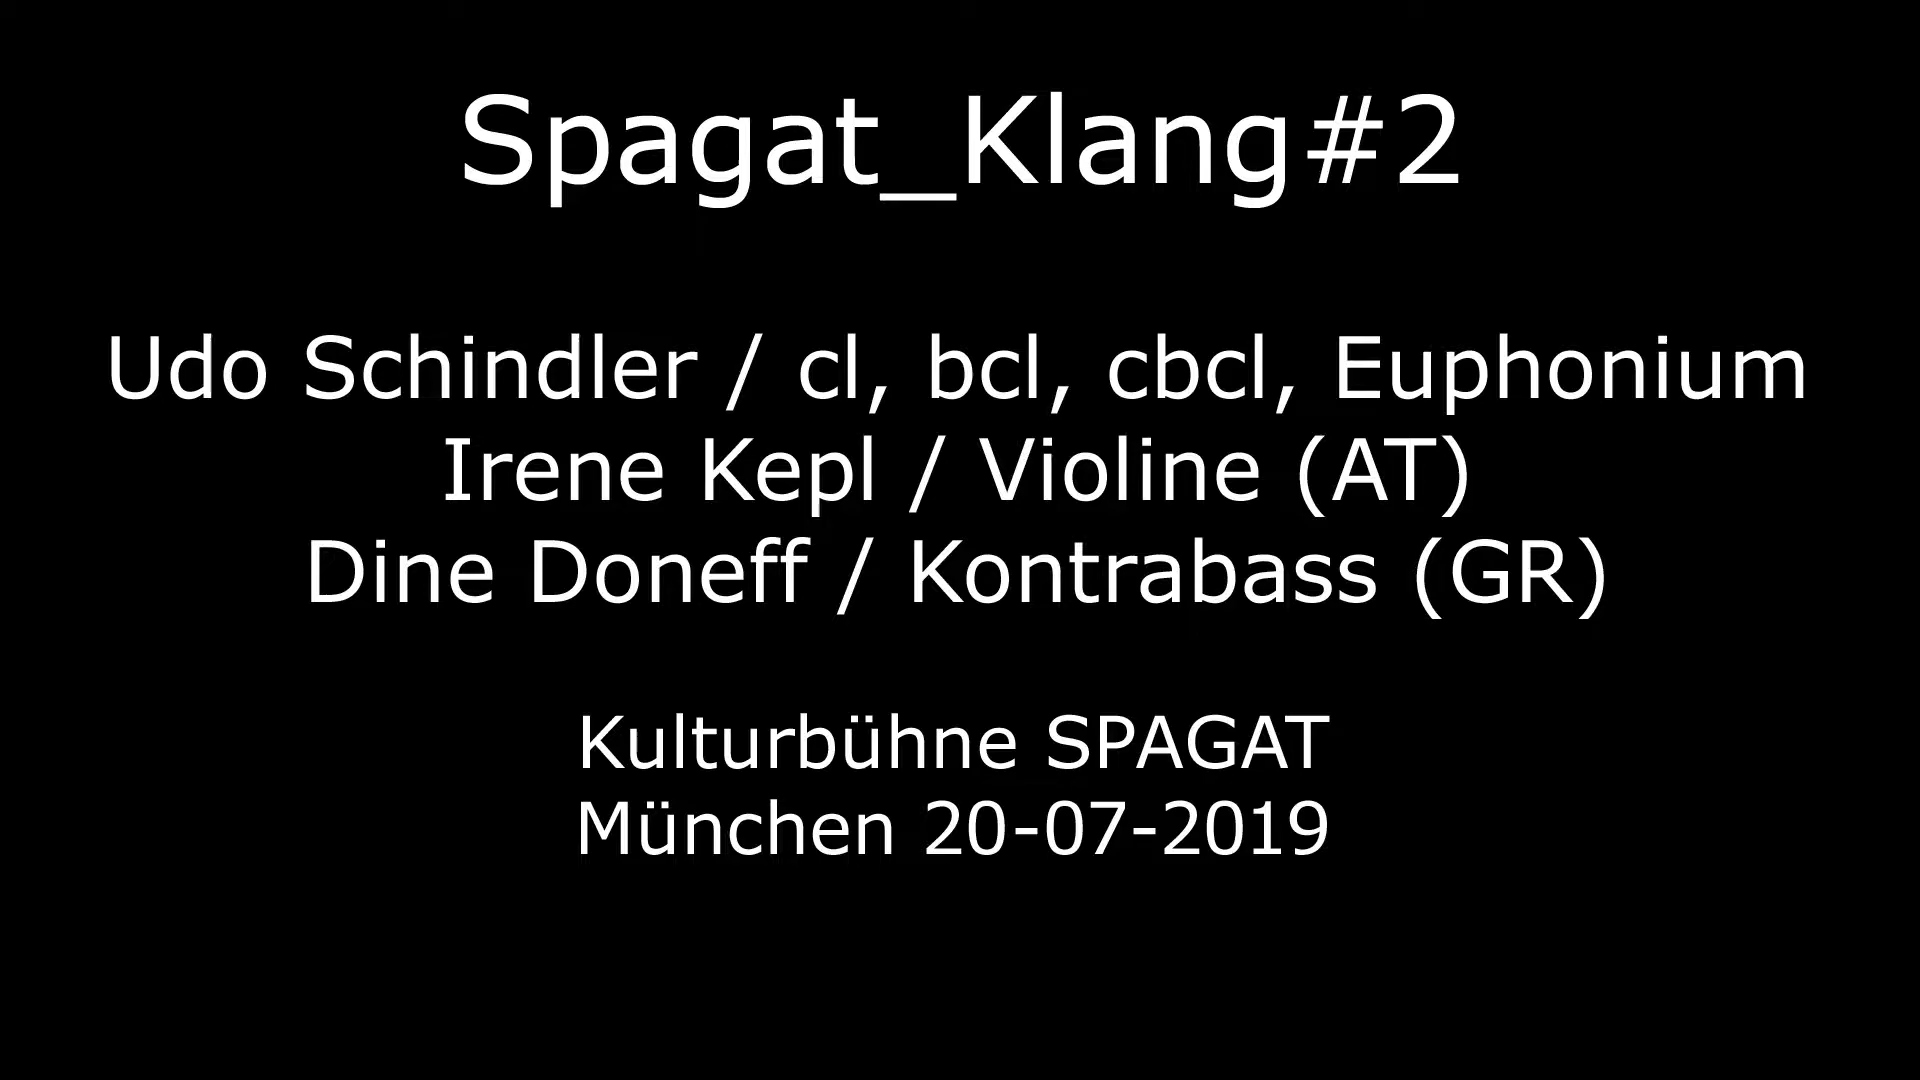 Spagat_Klang#2
Udo Schindler / cl, bcl, cbcl, Euphonium
Irene Kepl / Violine (AT)
Dine Doneff / Kontrabass (GR)
Kulturbühne SPAGAT
München 20-07-2019